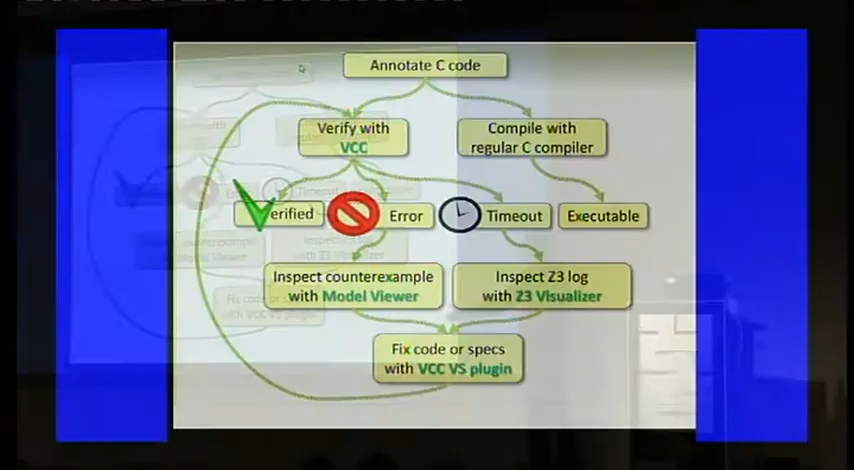 Annotate C code
Verify with
VCC
Compile with
regular C compiler
erified
Error
Timeout
Executable
Inspect counterexample
with Model Viewer
Inspect Z3 log
with Z3 Visualizer
Fix code or specs
with VCC VS plugin